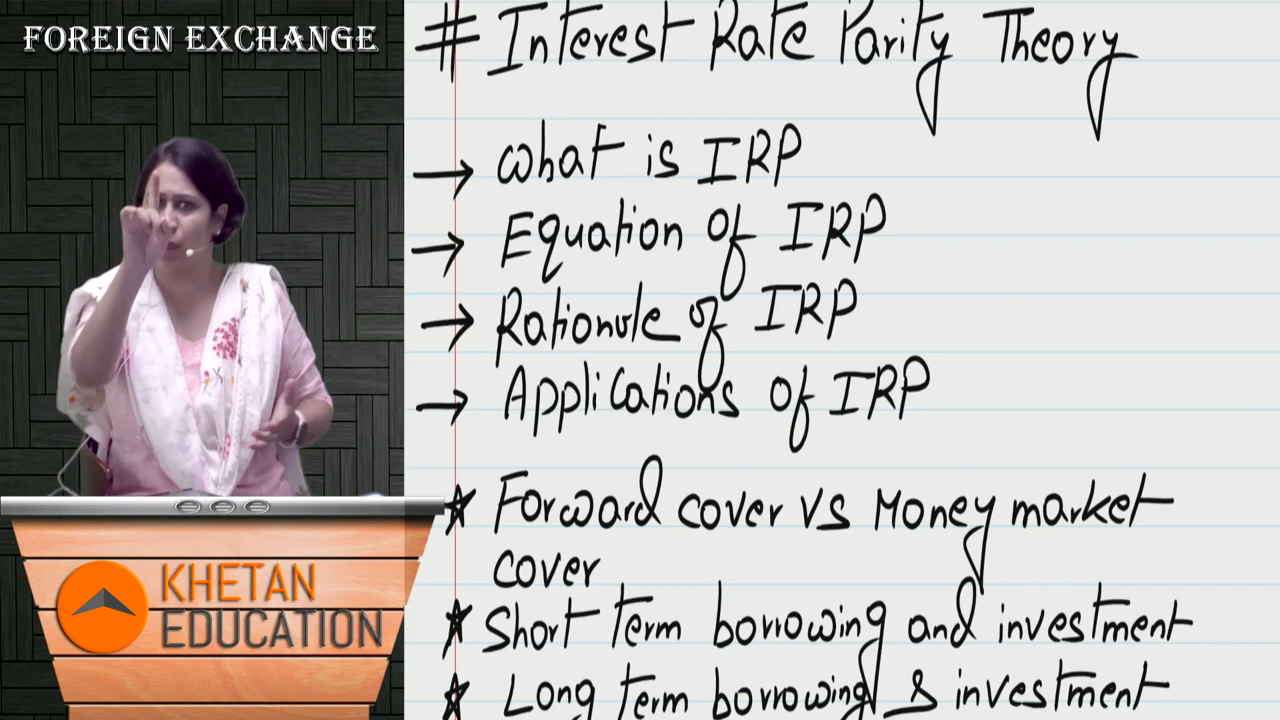 FOREIGN EXCHANGE
# Interest Rate Parity Theory
→ What is IRP
→ Equation of IRP
→ Rationale of IRP
→ Applications of IRP
★ Forward cover vs Money market
cover
★ Short term borrowing and investment
★ Long term borrowing & investment
KHETAN
EDUCATION